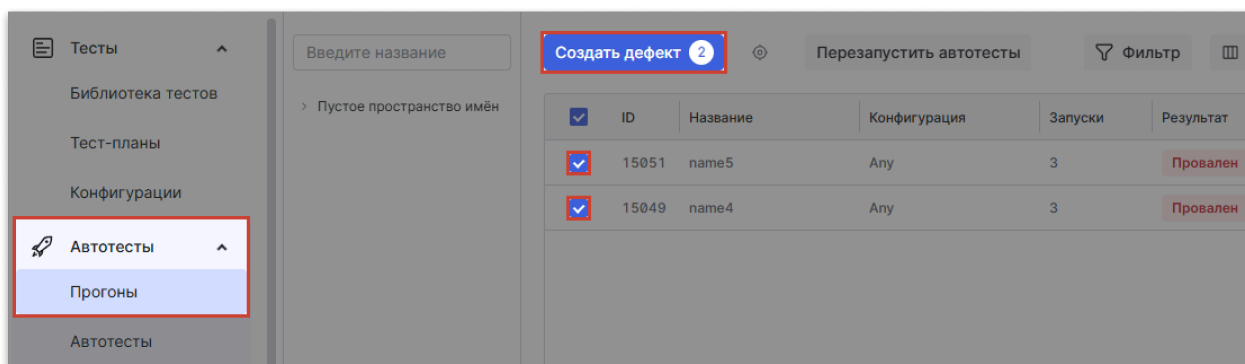 Тесты
Библиотека тестов
Тест-планы
Конфигурации
Автотесты
Прогоны
Автотесты
Введите название
Пустое пространство имён
Создать дефект 2
Перезапустить автотесты
Фильтр
ID Название Конфигурация Запуски Результат
15051 name5 Any 3 Провален
15049 name4 Any 3 Провален